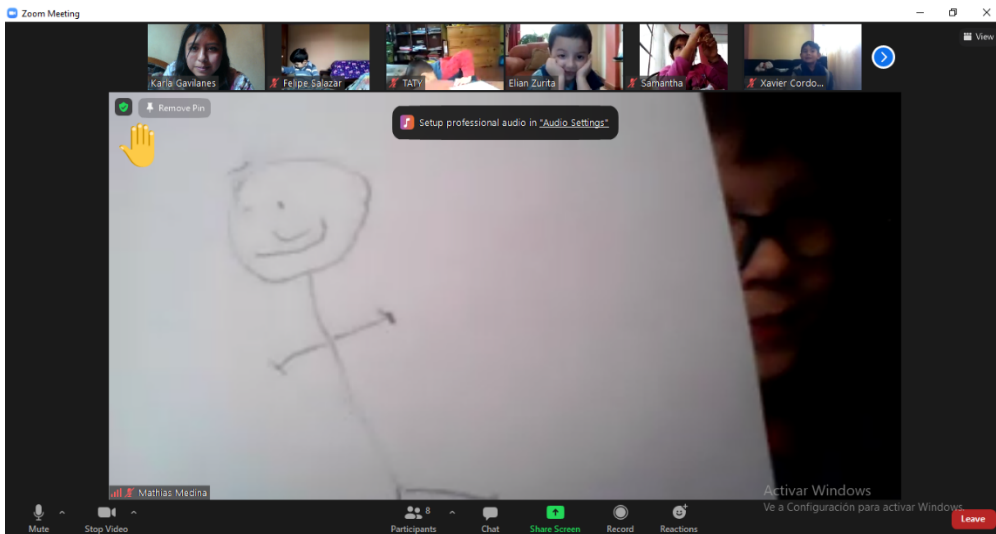 Zoom Meeting
View
Karla Gavilanes
Felipe Salazar
TATY
Elian Zurita
Samantha
Xavier Cordo...
Remove Pin
Setup professional audio in "Audio Settings"
Mathias Medina
Activar Windows
Ve a Configuración para activar Windows.
Mute
Stop Video
8
Participants
Chat
Share Screen
Record
Reactions
Leave